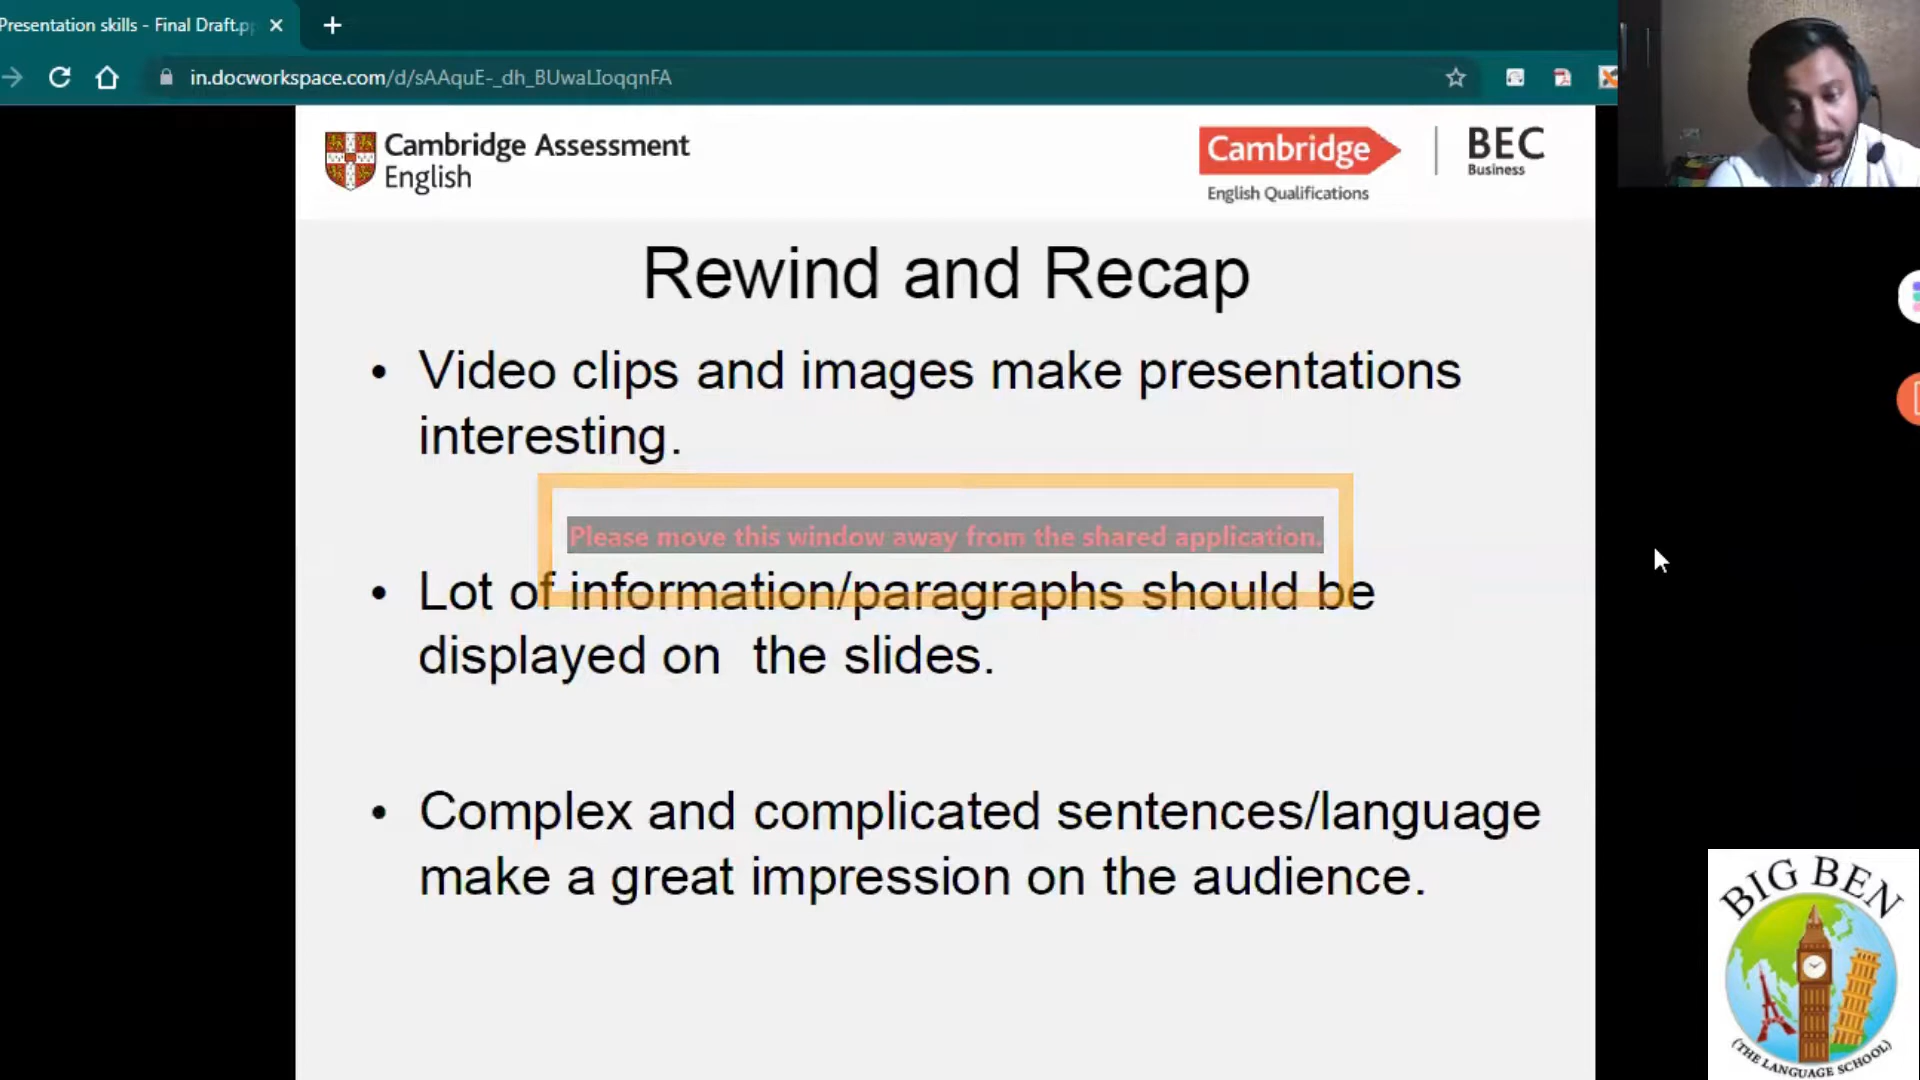 Presentation skills - Final Draft.pp
in.docworkspace.com/d/sAAquE-_dh_BUwaLIoqqnFA
Cambridge Assessment
English
Cambridge
English Qualifications
BEC
Business
Rewind and Recap
• Video clips and images make presentations
interesting.
Please move this window away from the shared application.
• Lot of information/paragraphs should be
displayed on the slides.
• Complex and complicated sentences/language
make a great impression on the audience.
BIG BEN
(THE LANGUAGE SCHOOL)